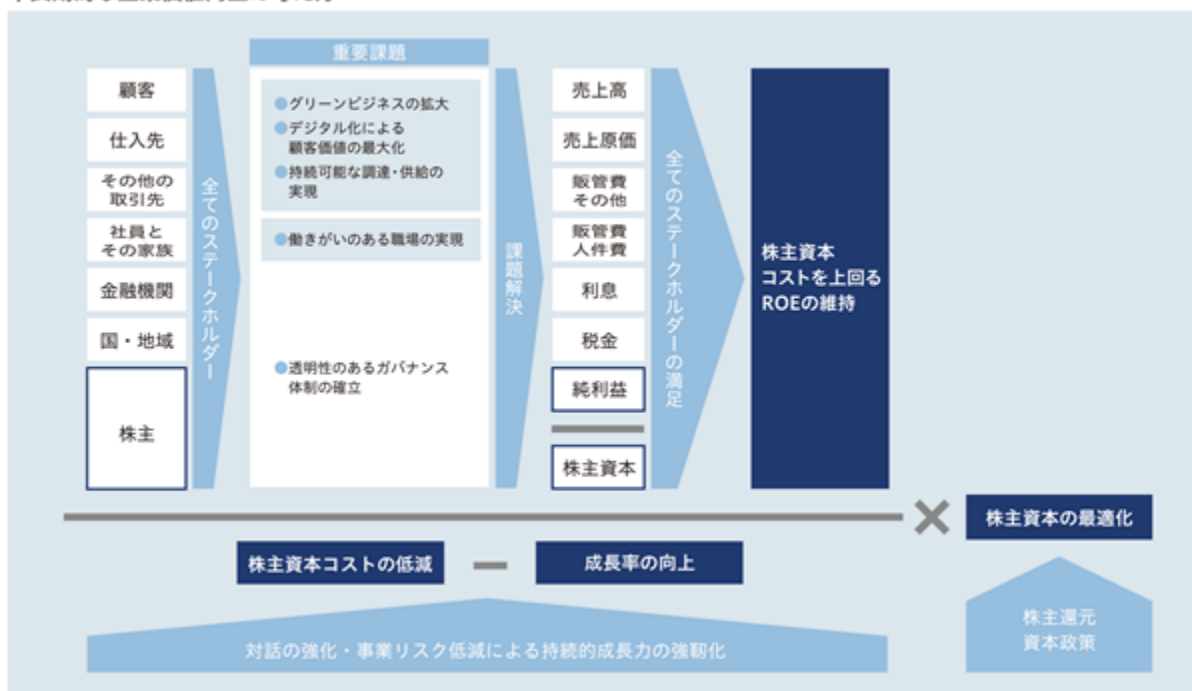 重要課題
顧客
仕入先
その他の
取引先
社員と
その家族
金融機関
国・地域
株主
全てのステークホルダー
●グリーンビジネスの拡大
●デジタル化による
顧客価値の最大化
●持続可能な調達・供給の
実現
●働きがいのある職場の実現
●透明性のあるガバナンス
体制の確立
課題解決
売上高
売上原価
販管費
その他
販管費
人件費
利息
税金
純利益
株主資本
全てのステークホルダーの満足
株主資本
コストを上回る
ROEの維持
×
株主資本の最適化
株主資本コストの低減
ー
成長率の向上
対話の強化・事業リスク低減による持続的成長力の強靭化
株主還元
資本政策